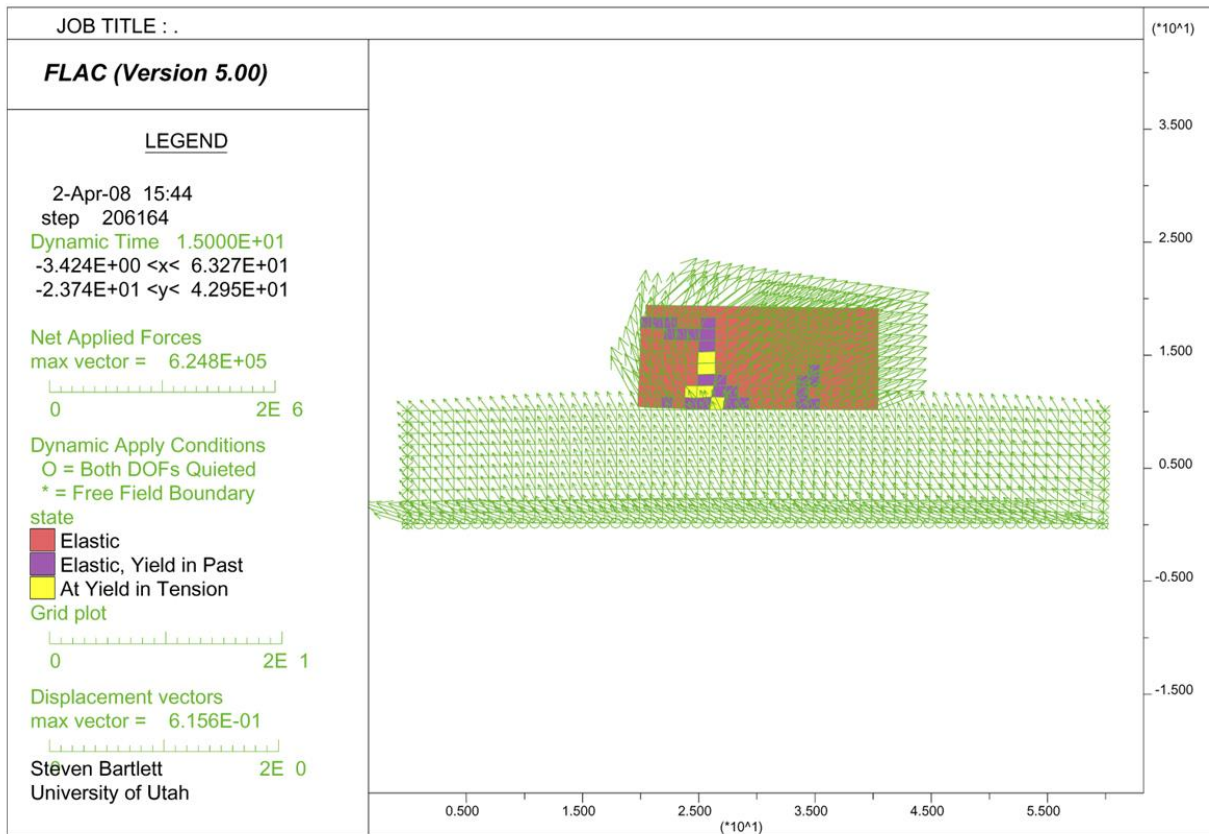 JOB TITLE : .
FLAC (Version 5.00)
LEGEND
2-Apr-08 15:44
step 206164
Dynamic Time 1.5000E+01
-3.424E+00 <x< 6.327E+01
-2.374E+01 <y< 4.295E+01
Net Applied Forces
max vector = 6.248E+05
0 2E 6
Dynamic Apply Conditions
O = Both DOFs Quieted
* = Free Field Boundary
state
Elastic
Elastic, Yield in Past
At Yield in Tension
Grid plot
0 2E 1
Displacement vectors
max vector = 6.156E-01
0 2E 0
Steven Bartlett
University of Utah
(*10^1)
3.500
2.500
1.500
0.500
-0.500
-1.500
0.500 1.500 2.500 3.500 4.500 5.500
(*10^1)